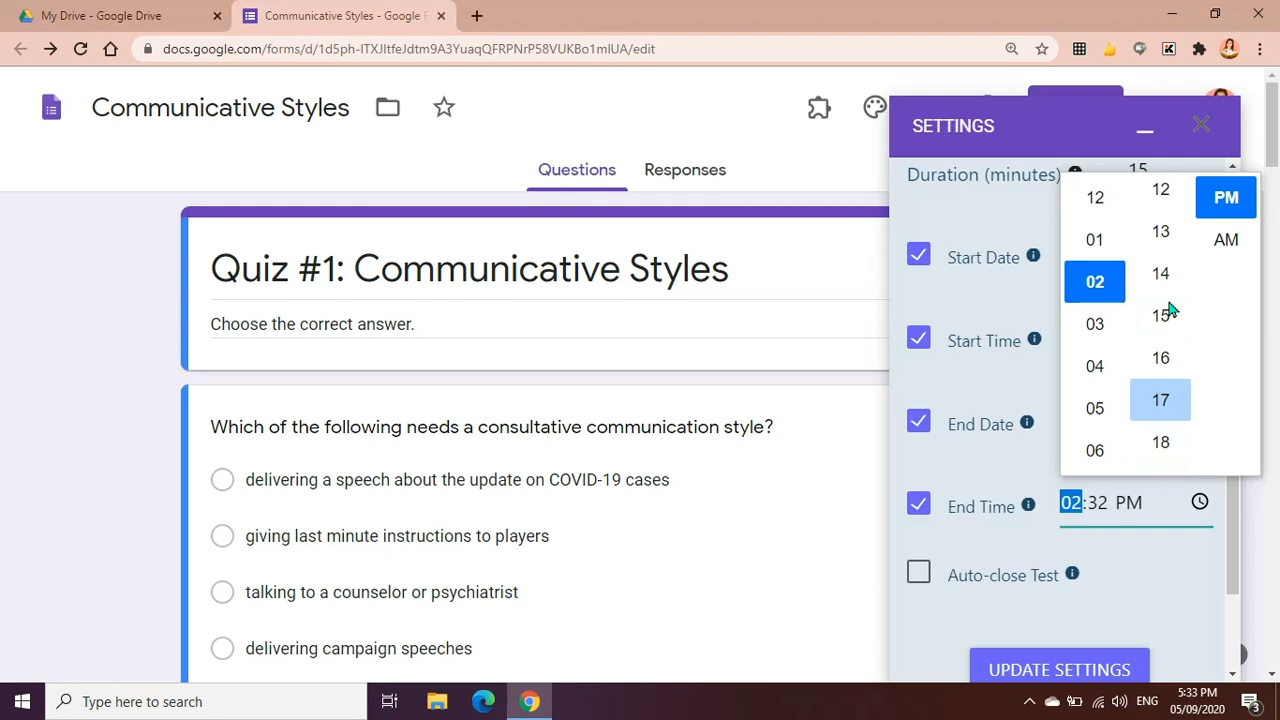 My Drive - Google Drive
Communicative Styles - Google F
docs.google.com/forms/d/1d5ph-ITXJltfeJdtm9A3YuaqQFRPNrP58VUKBo1mIUA/edit
Communicative Styles
Questions
Responses
Quiz #1: Communicative Styles
Choose the correct answer.
Which of the following needs a consultative communication style?
delivering a speech about the update on COVID-19 cases
giving last minute instructions to players
talking to a counselor or psychiatrist
delivering campaign speeches
SETTINGS
Duration (minutes)
15
Start Date
Start Time
End Date
End Time
02:32 PM
Auto-close Test
UPDATE SETTINGS
12 12 PM
01 13 AM
02 14
03 15
04 16
05 17
06 18
Type here to search
ENG
5:33 PM
05/09/2020
3